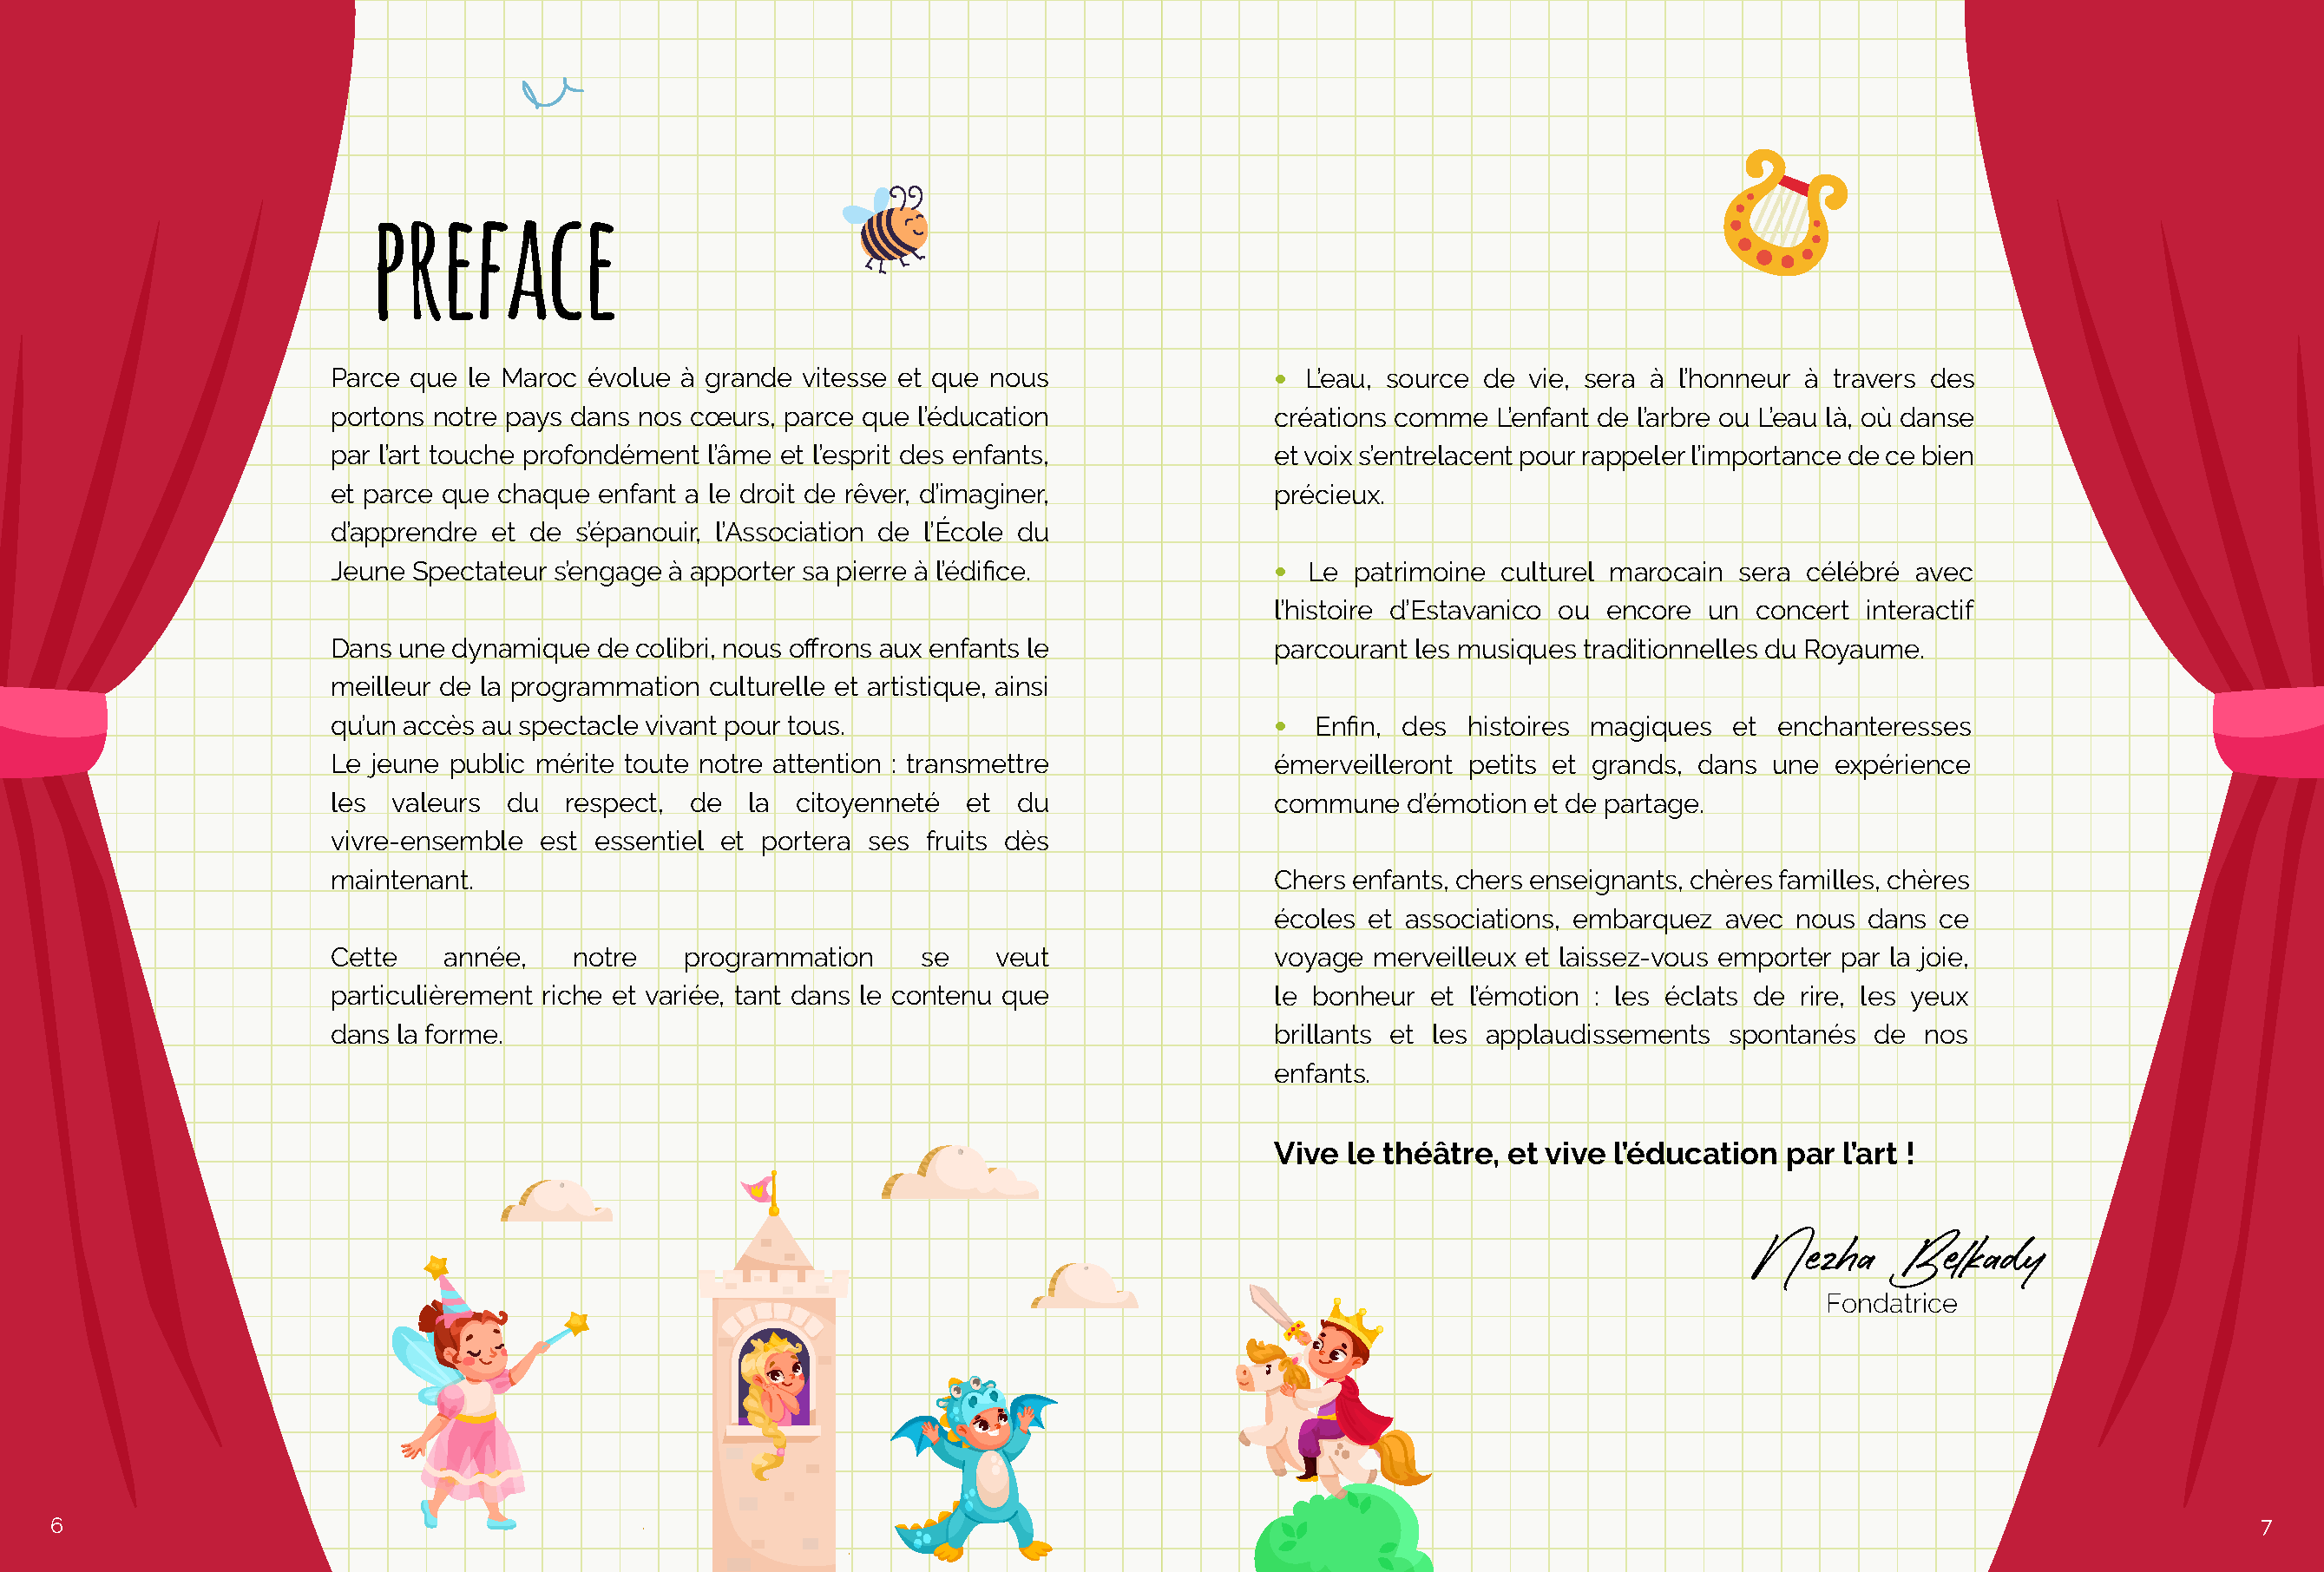 PREFACE
Parce que le Maroc évolue à grande vitesse et que nous
portons notre pays dans nos cœurs, parce que l’éducation
par l’art touche profondément l’âme et l’esprit des enfants,
et parce que chaque enfant a le droit de rêver, d’imaginer,
d’apprendre et de s’épanouir, l’Association de l’École du
Jeune Spectateur s’engage à apporter sa pierre à l’édifice.
Dans une dynamique de colibri, nous offrons aux enfants le
meilleur de la programmation culturelle et artistique, ainsi
qu’un accès au spectacle vivant pour tous.
Le jeune public mérite toute notre attention : transmettre
les valeurs du respect, de la citoyenneté et du
vivre-ensemble est essentiel et portera ses fruits dès
maintenant.
Cette année, notre programmation se veut
particulièrement riche et variée, tant dans le contenu que
dans la forme.
6
• L’eau, source de vie, sera à l’honneur à travers des
créations comme L’enfant de l’arbre ou L’eau là, où danse
et voix s’entrelacent pour rappeler l’importance de ce bien
précieux.
• Le patrimoine culturel marocain sera célébré avec
l’histoire d’Estavanico ou encore un concert interactif
parcourant les musiques traditionnelles du Royaume.
• Enfin, des histoires magiques et enchanteresses
émerveilleront petits et grands, dans une expérience
commune d’émotion et de partage.
Chers enfants, chers enseignants, chères familles, chères
écoles et associations, embarquez avec nous dans ce
voyage merveilleux et laissez-vous emporter par la joie,
le bonheur et l’émotion : les éclats de rire, les yeux
brillants et les applaudissements spontanés de nos
enfants.
Vive le théâtre, et vive l’éducation par l’art !
Nezha Belkady
Fondatrice
7